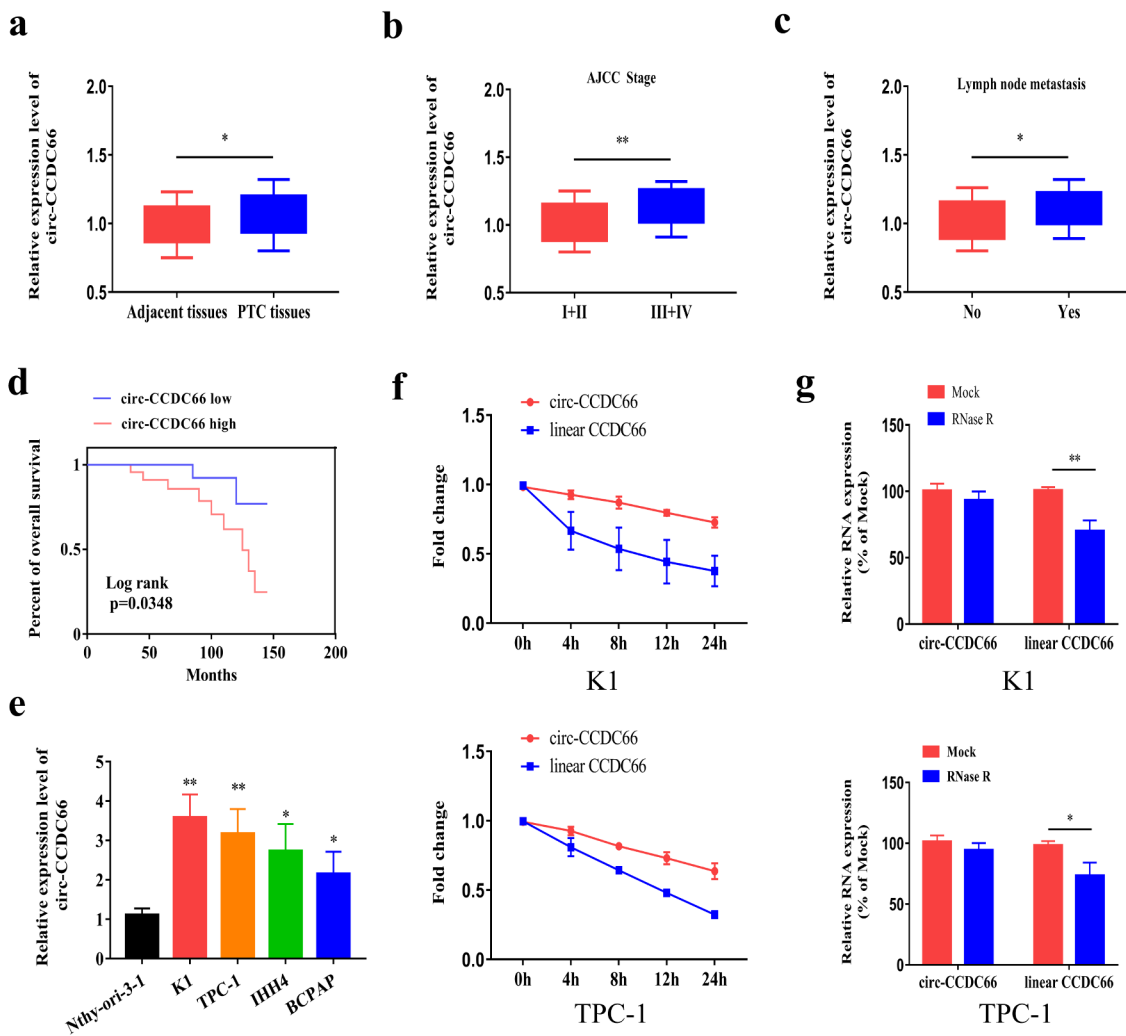 a
Relative expression level of
circ-CCDC66
2.0
1.5
1.0
0.5
*
Adjacent tissues PTC tissues
b
AJCC Stage
Relative expression level of
circ-CCDC66
2.0
1.5
1.0
0.5
**
I+II III+IV
c
Lymph node metastasis
Relative expression level of
circ-CCDC66
2.0
1.5
1.0
0.5
*
No Yes
d
circ-CCDC66 low
circ-CCDC66 high
Percent of overall survival
1
0.5
0
Log rank
p=0.0348
0 50 100 150 200
Months
e
Relative expression level of
circ-CCDC66
5
4
3
2
1
0
** ** * *
Nthy-ori-3-1 K1 TPC-1 IHH4 BCPAP
f
circ-CCDC66
linear CCDC66
Fold change
1.5
1.0
0.5
0.0
0h 4h 8h 12h 24h
K1
circ-CCDC66
linear CCDC66
Fold change
1.5
1.0
0.5
0.0
0h 4h 8h 12h 24h
TPC-1
g
Mock
RNase R
Relative RNA expression
(% of Mock)
150
100
50
0
**
circ-CCDC66 linear CCDC66
K1
Mock
RNase R
Relative RNA expression
(% of Mock)
150
100
50
0
*
circ-CCDC66 linear CCDC66
TPC-1